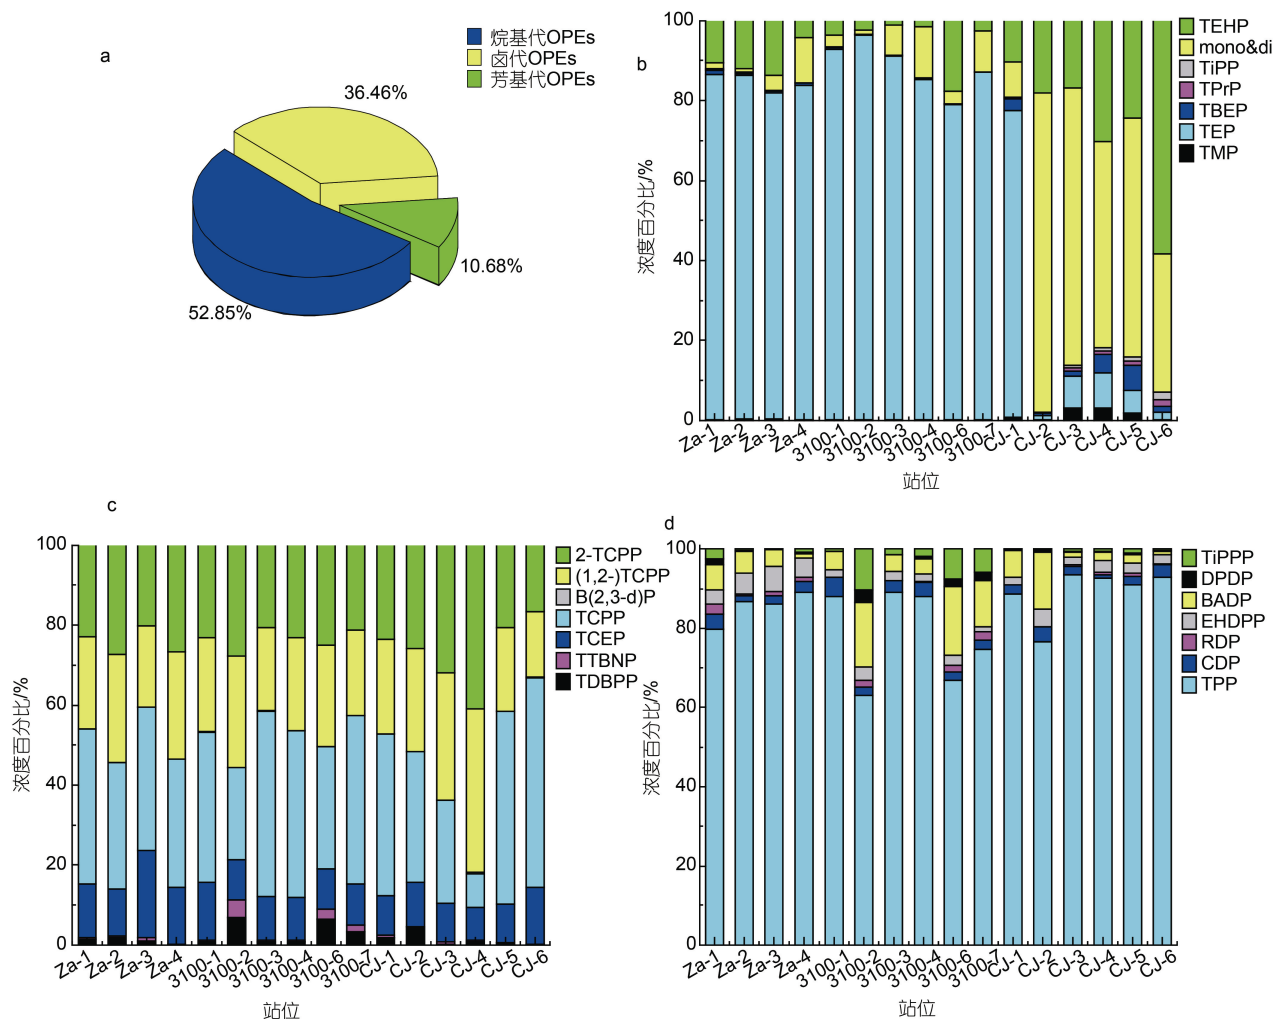 a
烷基代OPEs
卤代OPEs
芳基代OPEs
36.46%
10.68%
52.85%
b
浓度百分比/%
100
80
60
40
20
0
Za-1
Za-2
Za-3
Za-4
3100-1
3100-2
3100-3
3100-4
3100-6
3100-7
CJ-1
CJ-2
CJ-3
CJ-4
CJ-5
CJ-6
站位
TEHP
mono&di
TiPP
TPrP
TBEP
TEP
TMP
c
浓度百分比/%
100
80
60
40
20
0
Za-1
Za-2
Za-3
Za-4
3100-1
3100-2
3100-3
3100-4
3100-6
3100-7
CJ-1
CJ-2
CJ-3
CJ-4
CJ-5
CJ-6
站位
2-TCPP
(1,2-)TCPP
B(2,3-d)P
TCPP
TCEP
TTBNP
TDBPP
d
浓度百分比/%
100
80
60
40
20
0
Za-1
Za-2
Za-3
Za-4
3100-1
3100-2
3100-3
3100-4
3100-6
3100-7
CJ-1
CJ-2
CJ-3
CJ-4
CJ-5
CJ-6
站位
TiPPP
DPDP
BADP
EHDPP
RDP
CDP
TPP